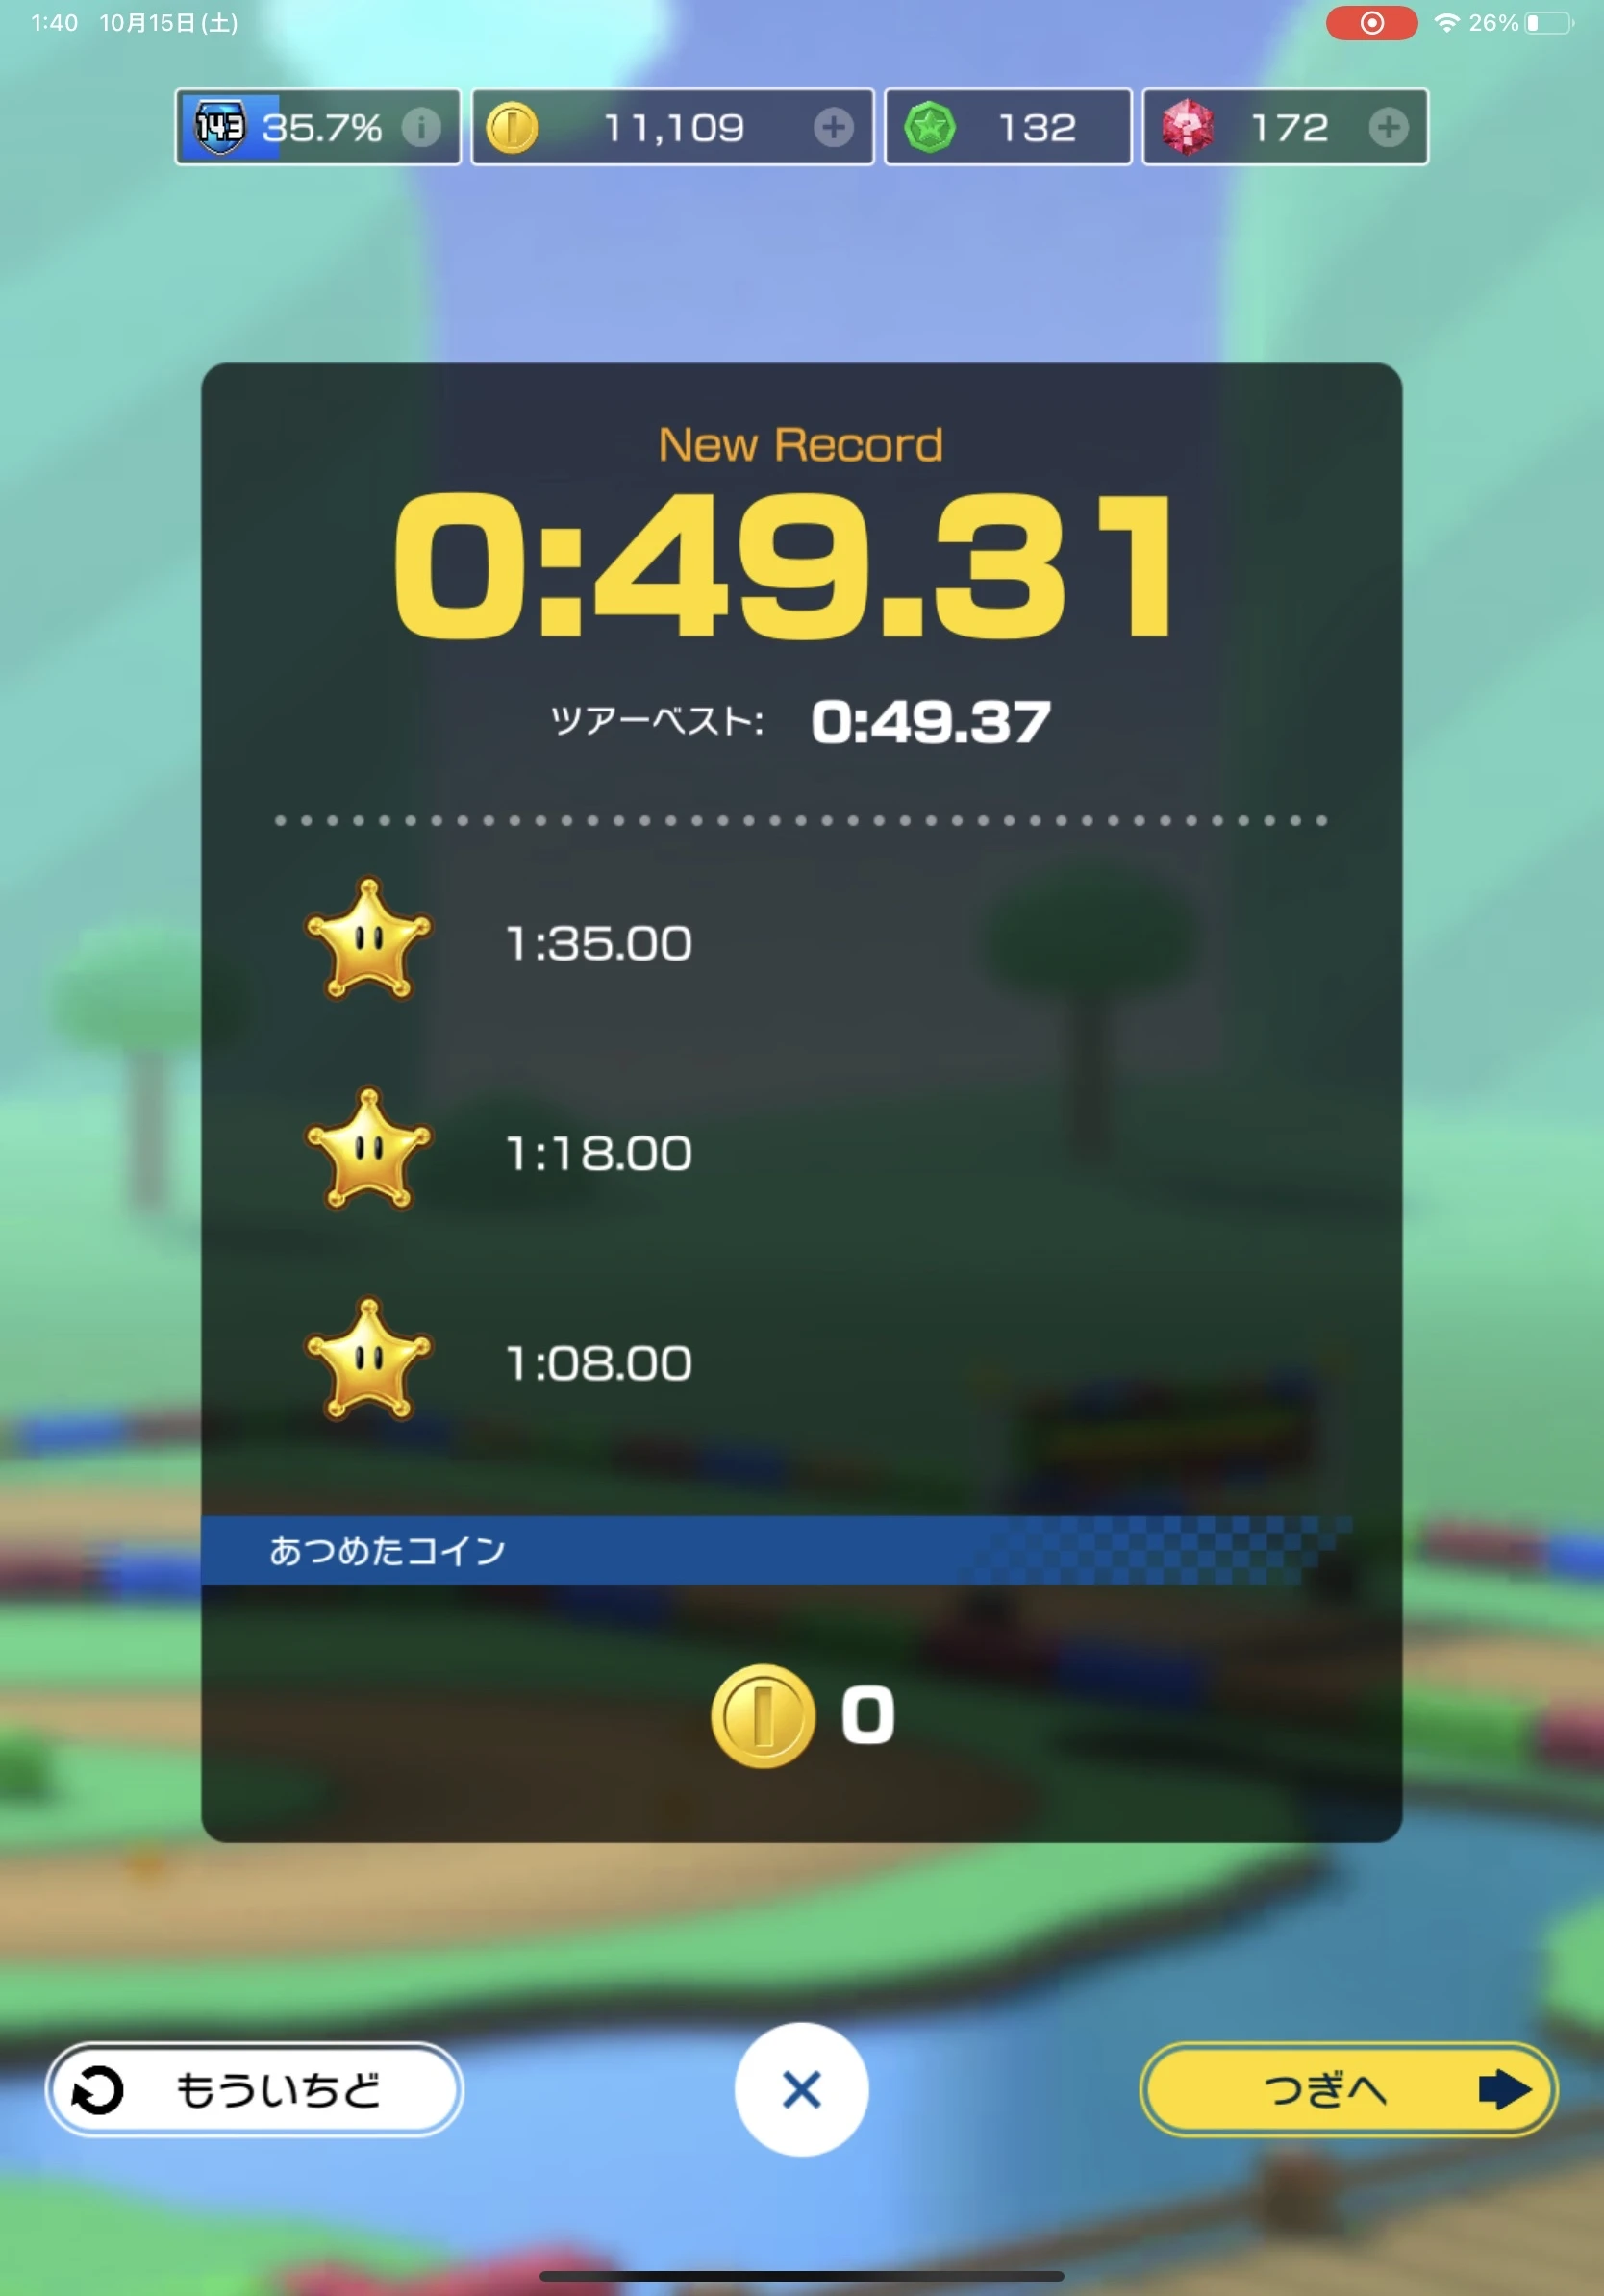 1:40 10月15日(土) 26%
143 35.7% 11,109 132 172
New Record
0:49.31
ツアーベスト: 0:49.37
1:35.00
1:18.00
1:08.00
あつめたコイン
0
もういちど
つぎへ